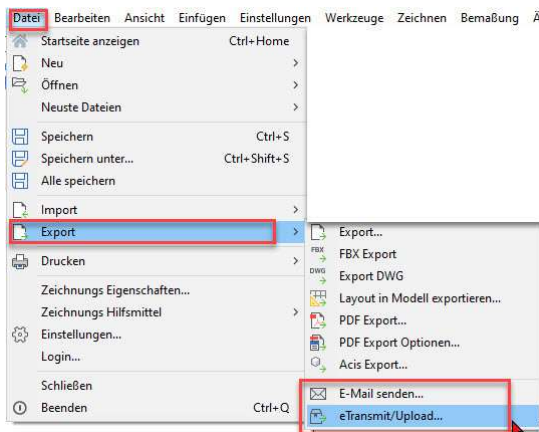 Datei Bearbeiten Ansicht Einfügen Einstellungen Werkzeuge Zeichnen Bemaßung Ä
Startseite anzeigen Ctrl+Home
Neu >
Öffnen >
Neuste Dateien >
Speichern Ctrl+S
Speichern unter... Ctrl+Shift+S
Alle speichern
Import >
Export >
Drucken >
Zeichnungs Eigenschaften...
Zeichnungs Hilfsmittel >
Einstellungen...
Login...
Schließen
Beenden Ctrl+Q
Export...
FBX FBX Export
DWG Export DWG
Layout in Modell exportieren...
PDF Export...
PDF Export Optionen...
Acis Export...
E-Mail senden...
eTransmit/Upload...